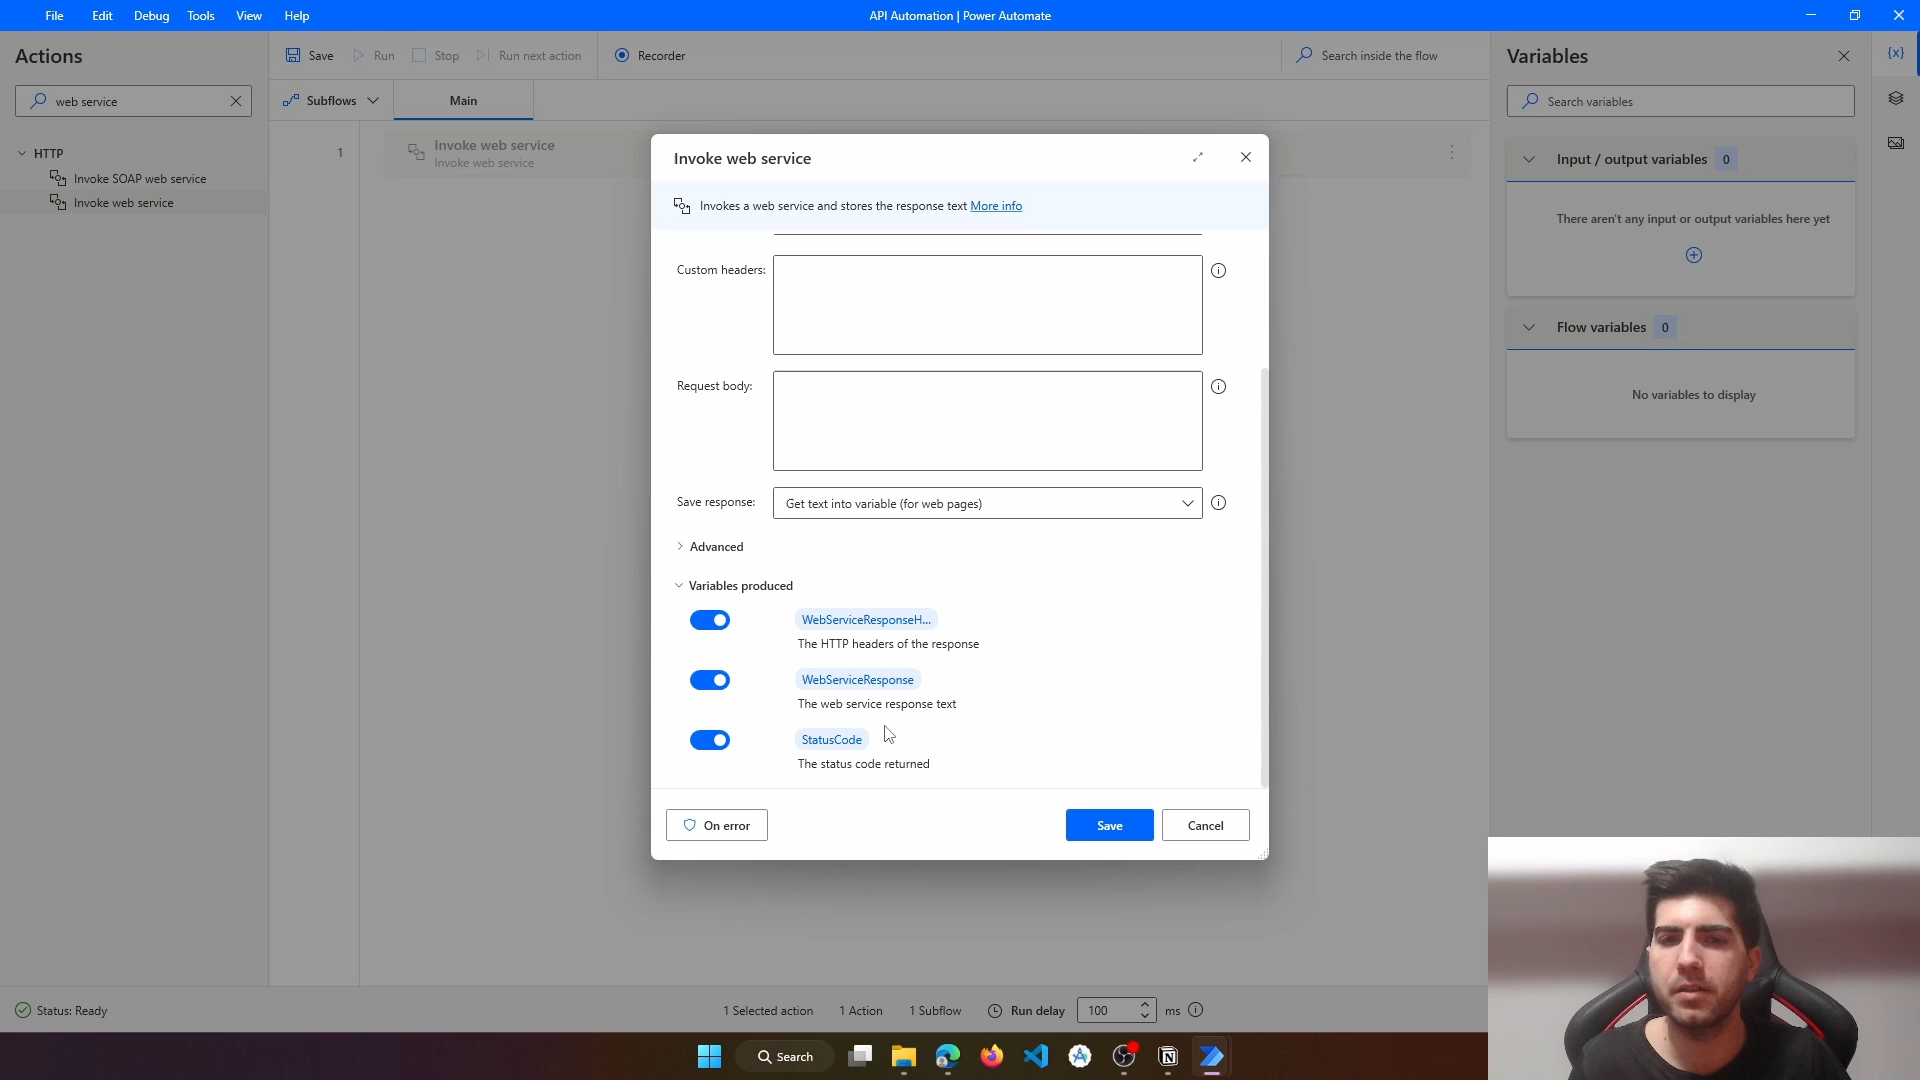 File Edit Debug Tools View Help
API Automation | Power Automate
Actions
web service
HTTP
Invoke SOAP web service
Invoke web service
Save Run Stop Run next action Recorder
Search inside the flow
Subflows Main
1
Invoke web service
Invoke web service
Invoke web service
Invokes a web service and stores the response text More info
Custom headers:
Request body:
Save response: Get text into variable (for web pages)
Advanced
Variables produced
WebServiceResponseH...
The HTTP headers of the response
WebServiceResponse
The web service response text
StatusCode
The status code returned
On error Save Cancel
Variables
{x}
Search variables
Input / output variables 0
There aren't any input or output variables here yet
Flow variables 0
No variables to display
Status: Ready 1 Selected action 1 Action 1 Subflow Run delay 100 ms
Search